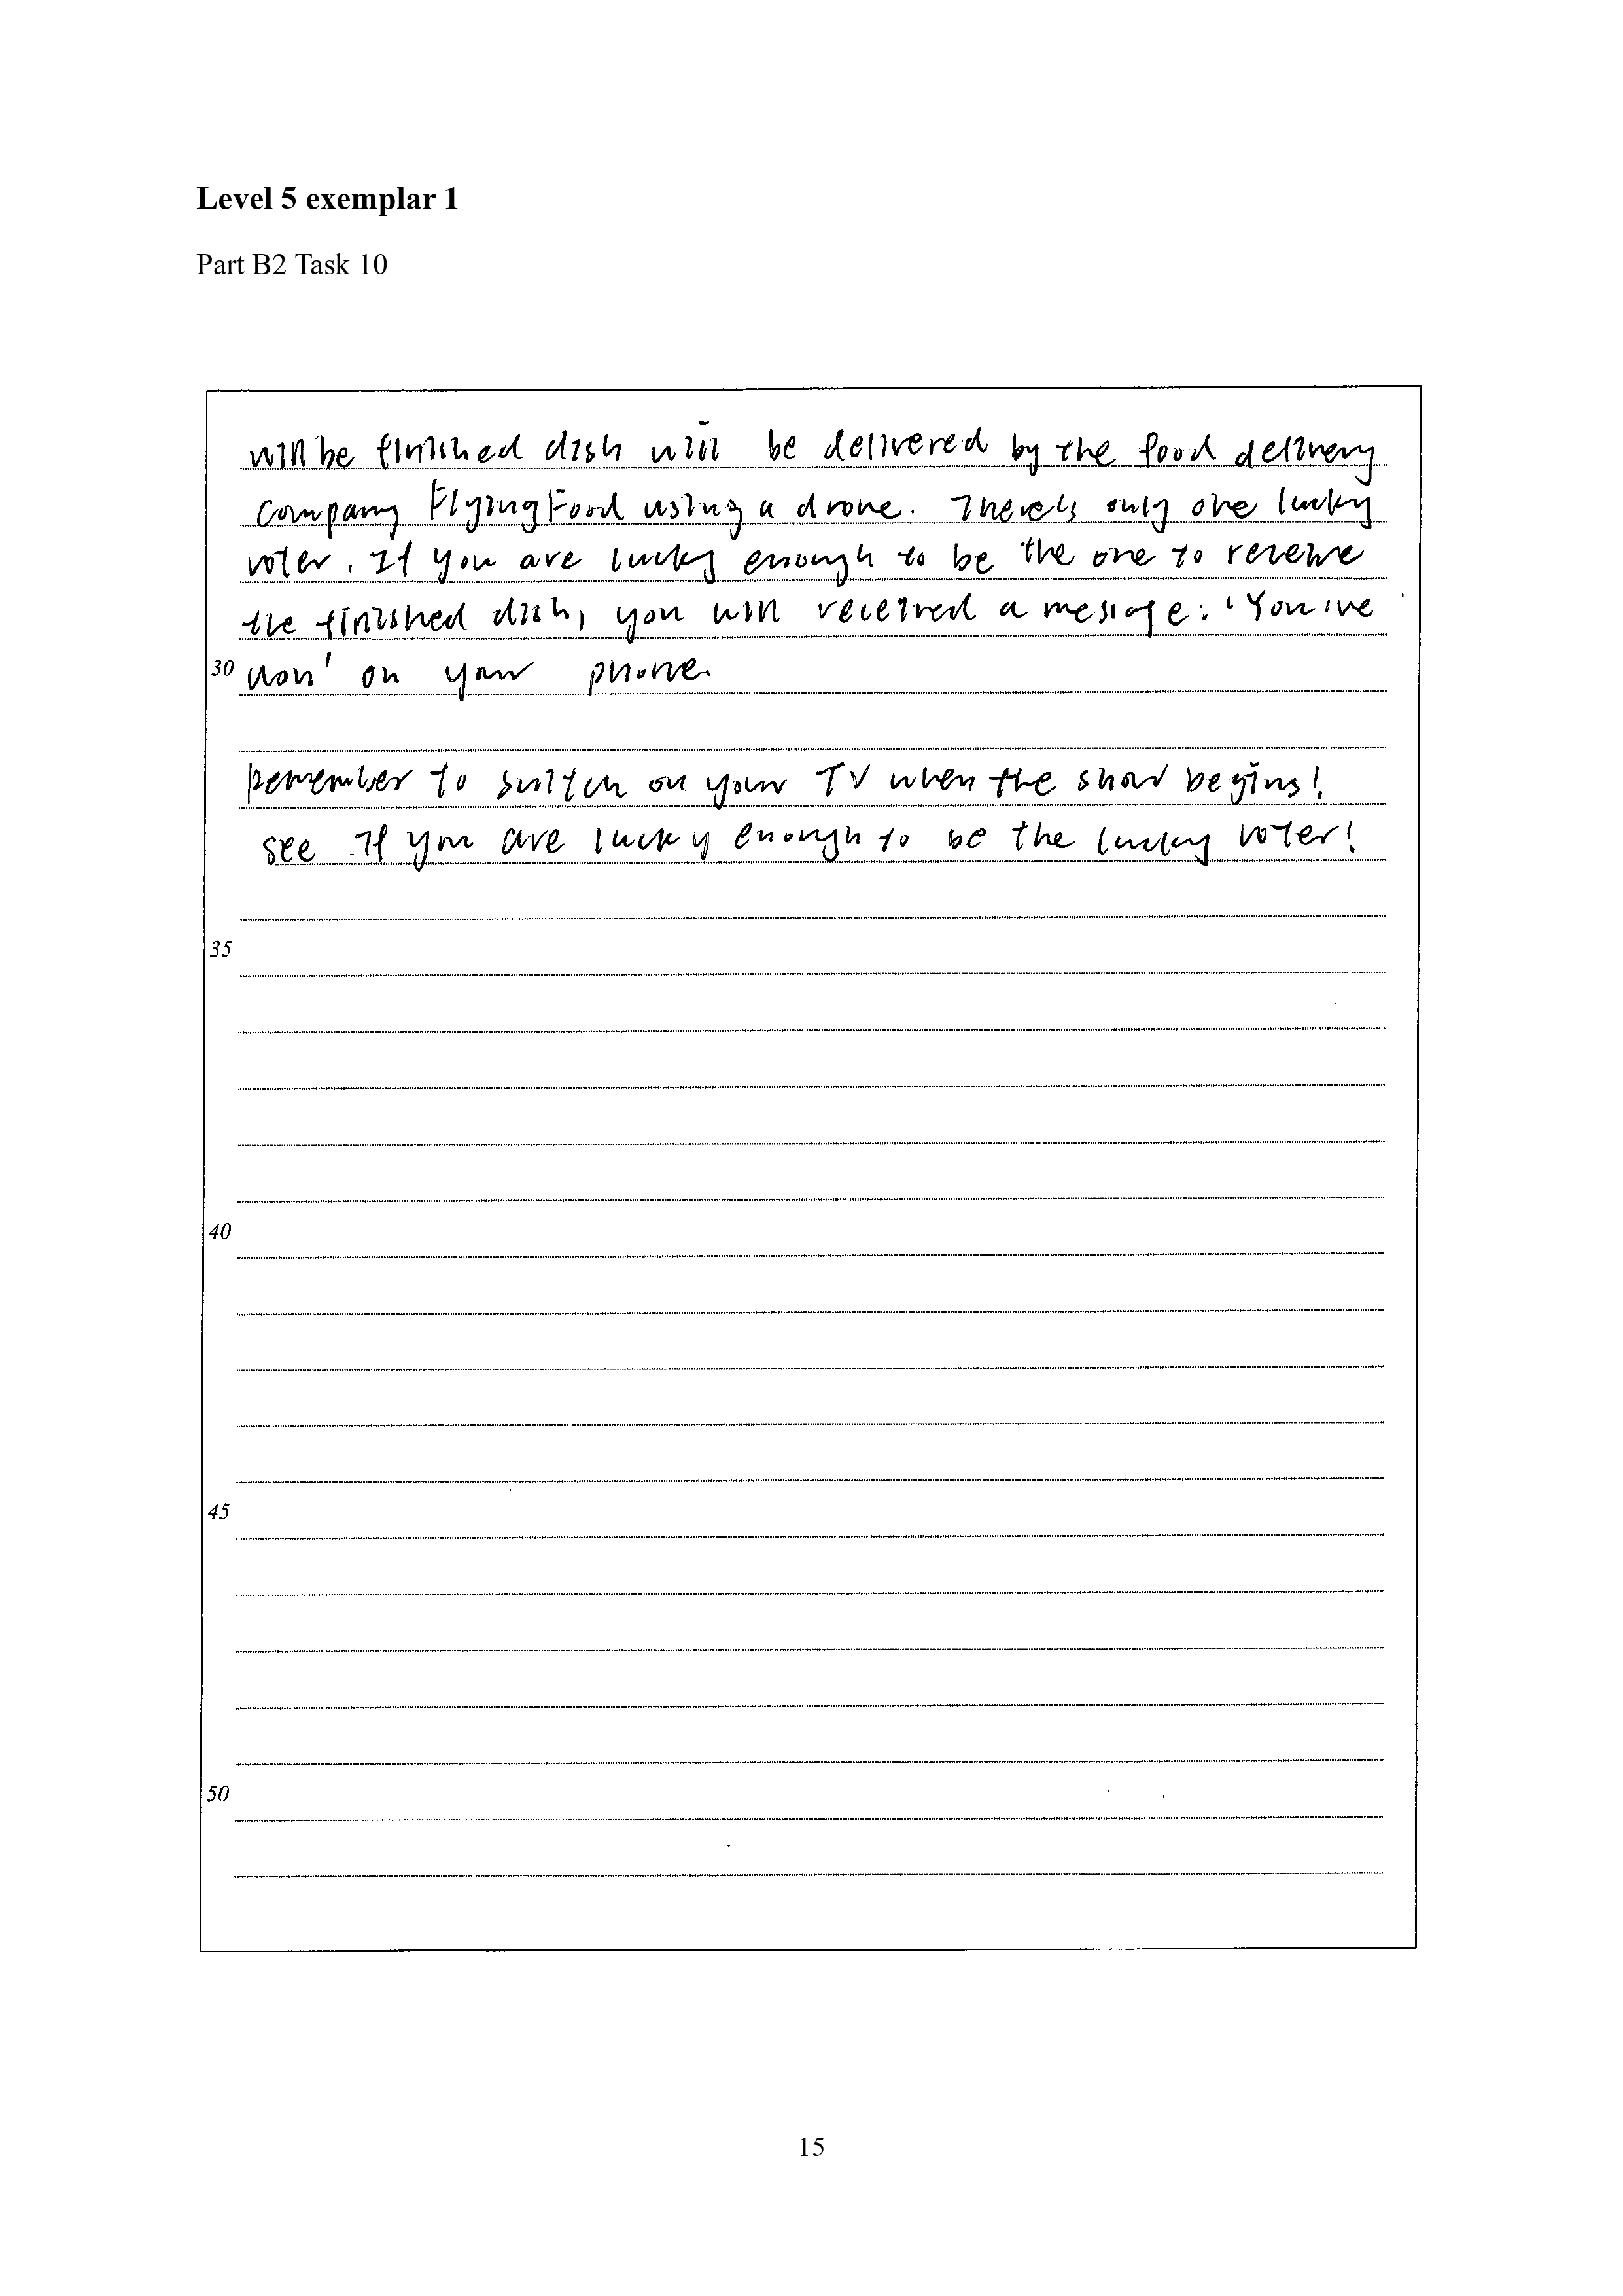 Level 5 exemplar 1
Part B2 Task 10
will be finished dish will be delivered by the food delivery
company FlyingFood using a drone. There's only one lucky
voter. If you are lucky enough to be the one to receive
the finished dish, you will received a message: 'You've
30 won' on your phone.
Remember to switch on your TV when the show begins!
see if you are lucky enough to be the lucky voter!
35
40
45
50
15